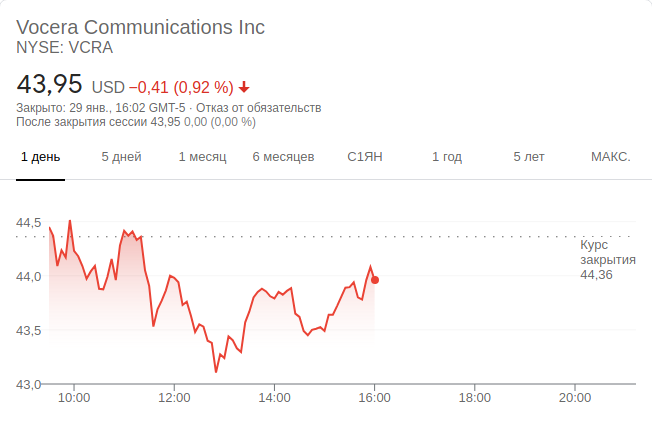 Vocera Communications Inc
NYSE: VCRA
43,95 USD −0,41 (0,92 %)
Закрыто: 29 янв., 16:02 GMT-5 · Отказ от обязательств
После закрытия сессии 43,95 0,00 (0,00 %)
1 день 5 дней 1 месяц 6 месяцев С1ЯН 1 год 5 лет МАКС.
44,5
Курс
закрытия
44,36
44,0
43,5
43,0
10:00 12:00 14:00 16:00 18:00 20:00